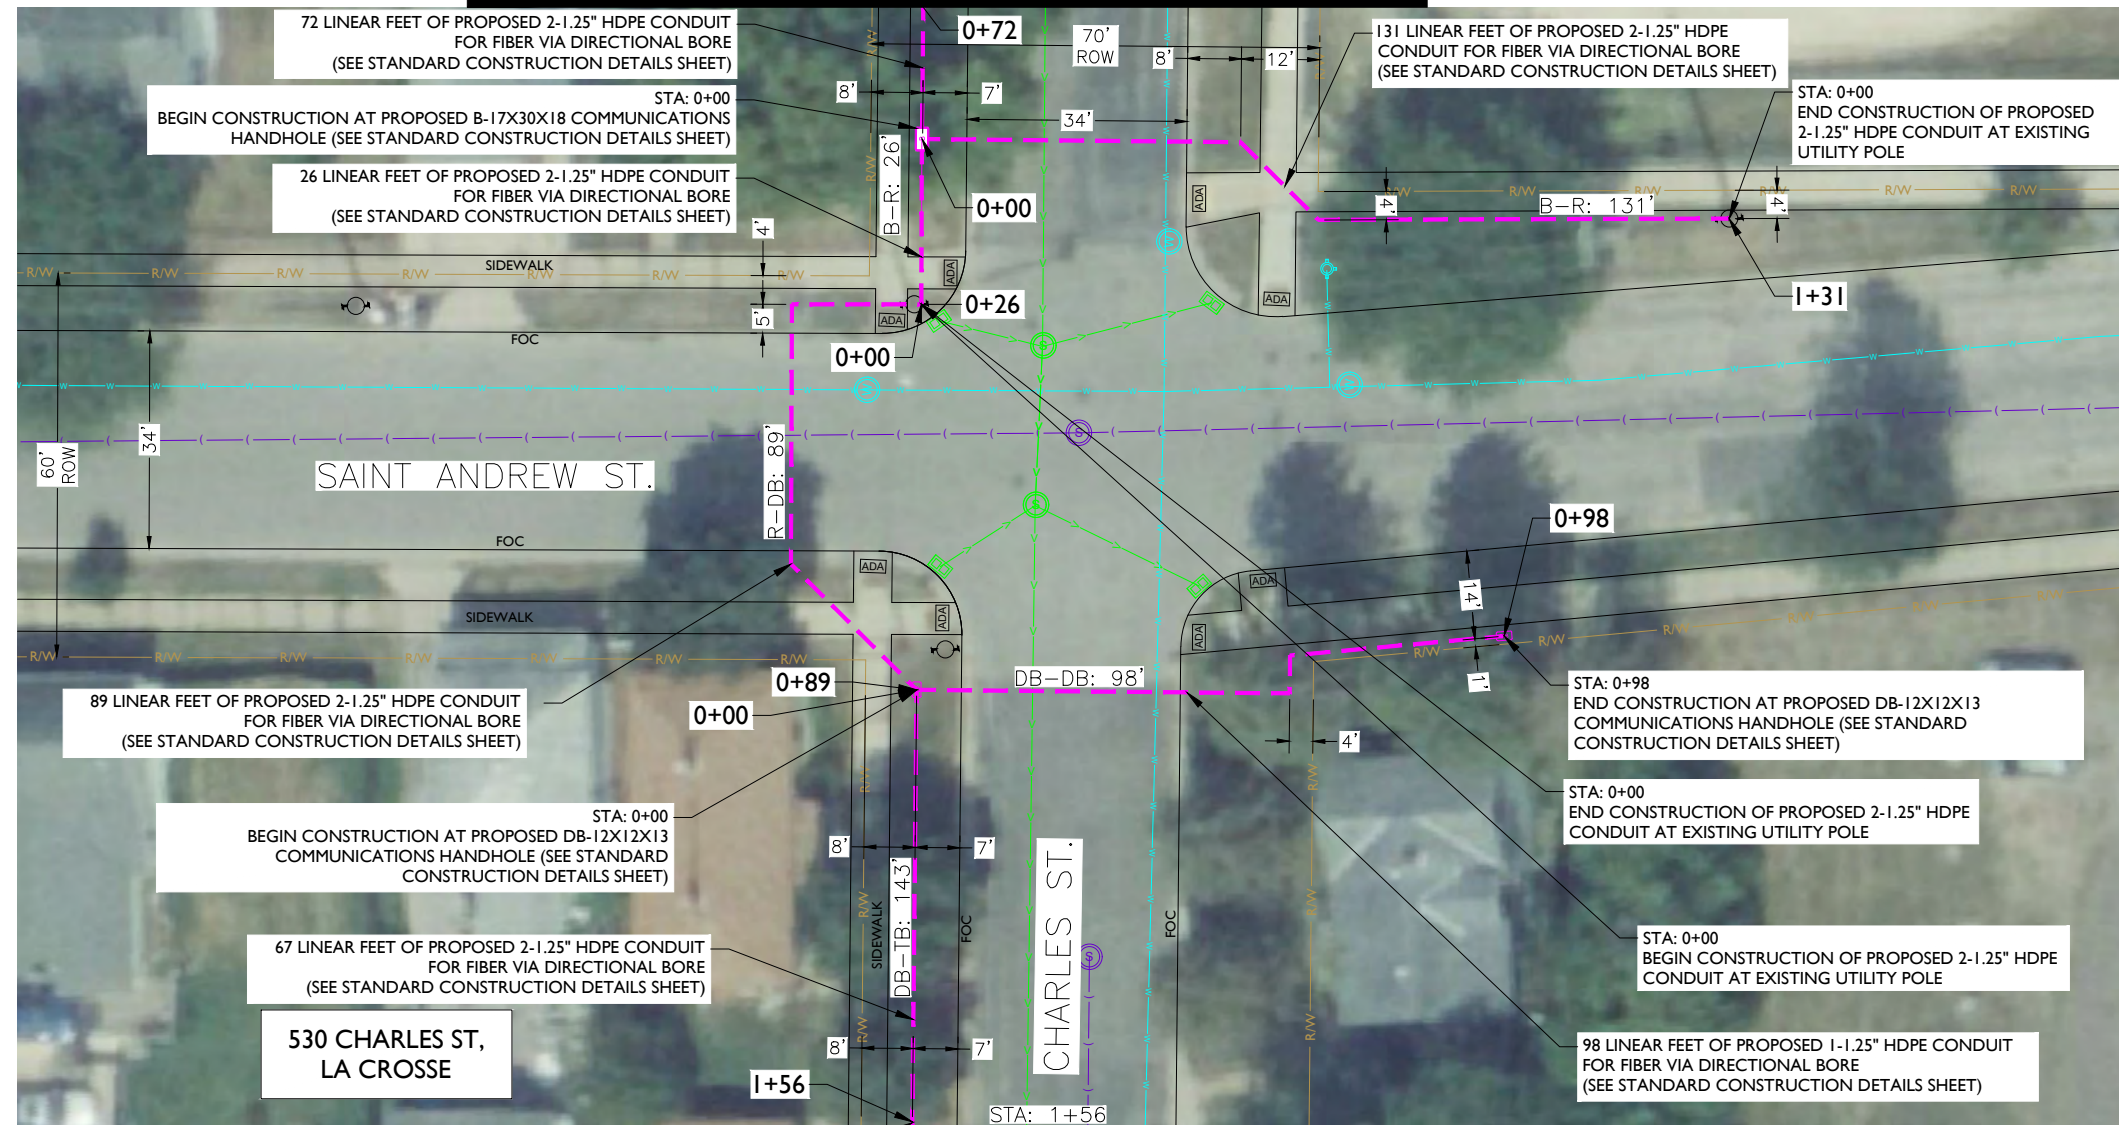 72 LINEAR FEET OF PROPOSED 2-1.25" HDPE CONDUIT
FOR FIBER VIA DIRECTIONAL BORE
(SEE STANDARD CONSTRUCTION DETAILS SHEET)
0+72
70'
ROW
8'
12'
131 LINEAR FEET OF PROPOSED 2-1.25" HDPE
CONDUIT FOR FIBER VIA DIRECTIONAL BORE
(SEE STANDARD CONSTRUCTION DETAILS SHEET)
STA: 0+00
BEGIN CONSTRUCTION AT PROPOSED B-17X30X18 COMMUNICATIONS
HANDHOLE (SEE STANDARD CONSTRUCTION DETAILS SHEET)
8'
7'
34'
STA: 0+00
END CONSTRUCTION OF PROPOSED
2-1.25" HDPE CONDUIT AT EXISTING
UTILITY POLE
26 LINEAR FEET OF PROPOSED 2-1.25" HDPE CONDUIT
FOR FIBER VIA DIRECTIONAL BORE
(SEE STANDARD CONSTRUCTION DETAILS SHEET)
B-R: 26'
0+00
ADA
R/W
R/W
R/W
R/W
R/W
R/W
4'
B-R: 131'
4'
4'
SIDEWALK
R/W
R/W
R/W
R/W
R/W
R/W
R/W
ADA
ADA
ADA
5'
0+26
1+31
FOC
0+00
34'
60'
ROW
SAINT ANDREW ST.
R-DB: 89'
S
FOC
0+98
ADA
ADA
ADA
ADA
14'
SIDEWALK
R/W
R/W
R/W
R/W
R/W
R/W
R/W
R/W
R/W
R/W
R/W
R/W
1'
0+89
0+00
DB-DB: 98'
4'
89 LINEAR FEET OF PROPOSED 2-1.25" HDPE CONDUIT
FOR FIBER VIA DIRECTIONAL BORE
(SEE STANDARD CONSTRUCTION DETAILS SHEET)
STA: 0+98
END CONSTRUCTION AT PROPOSED DB-12X12X13
COMMUNICATIONS HANDHOLE (SEE STANDARD
CONSTRUCTION DETAILS SHEET)
STA: 0+00
BEGIN CONSTRUCTION AT PROPOSED DB-12X12X13
COMMUNICATIONS HANDHOLE (SEE STANDARD
CONSTRUCTION DETAILS SHEET)
STA: 0+00
END CONSTRUCTION OF PROPOSED 2-1.25" HDPE
CONDUIT AT EXISTING UTILITY POLE
8'
7'
R/W
R/W
SIDEWALK
DB-TB: 143'
FOC
CHARLES ST.
FOC
S
R/W
R/W
R/W
67 LINEAR FEET OF PROPOSED 2-1.25" HDPE CONDUIT
FOR FIBER VIA DIRECTIONAL BORE
(SEE STANDARD CONSTRUCTION DETAILS SHEET)
STA: 0+00
BEGIN CONSTRUCTION OF PROPOSED 2-1.25" HDPE
CONDUIT AT EXISTING UTILITY POLE
530 CHARLES ST,
LA CROSSE
8'
7'
1+56
STA: 1+56
98 LINEAR FEET OF PROPOSED 1-1.25" HDPE CONDUIT
FOR FIBER VIA DIRECTIONAL BORE
(SEE STANDARD CONSTRUCTION DETAILS SHEET)